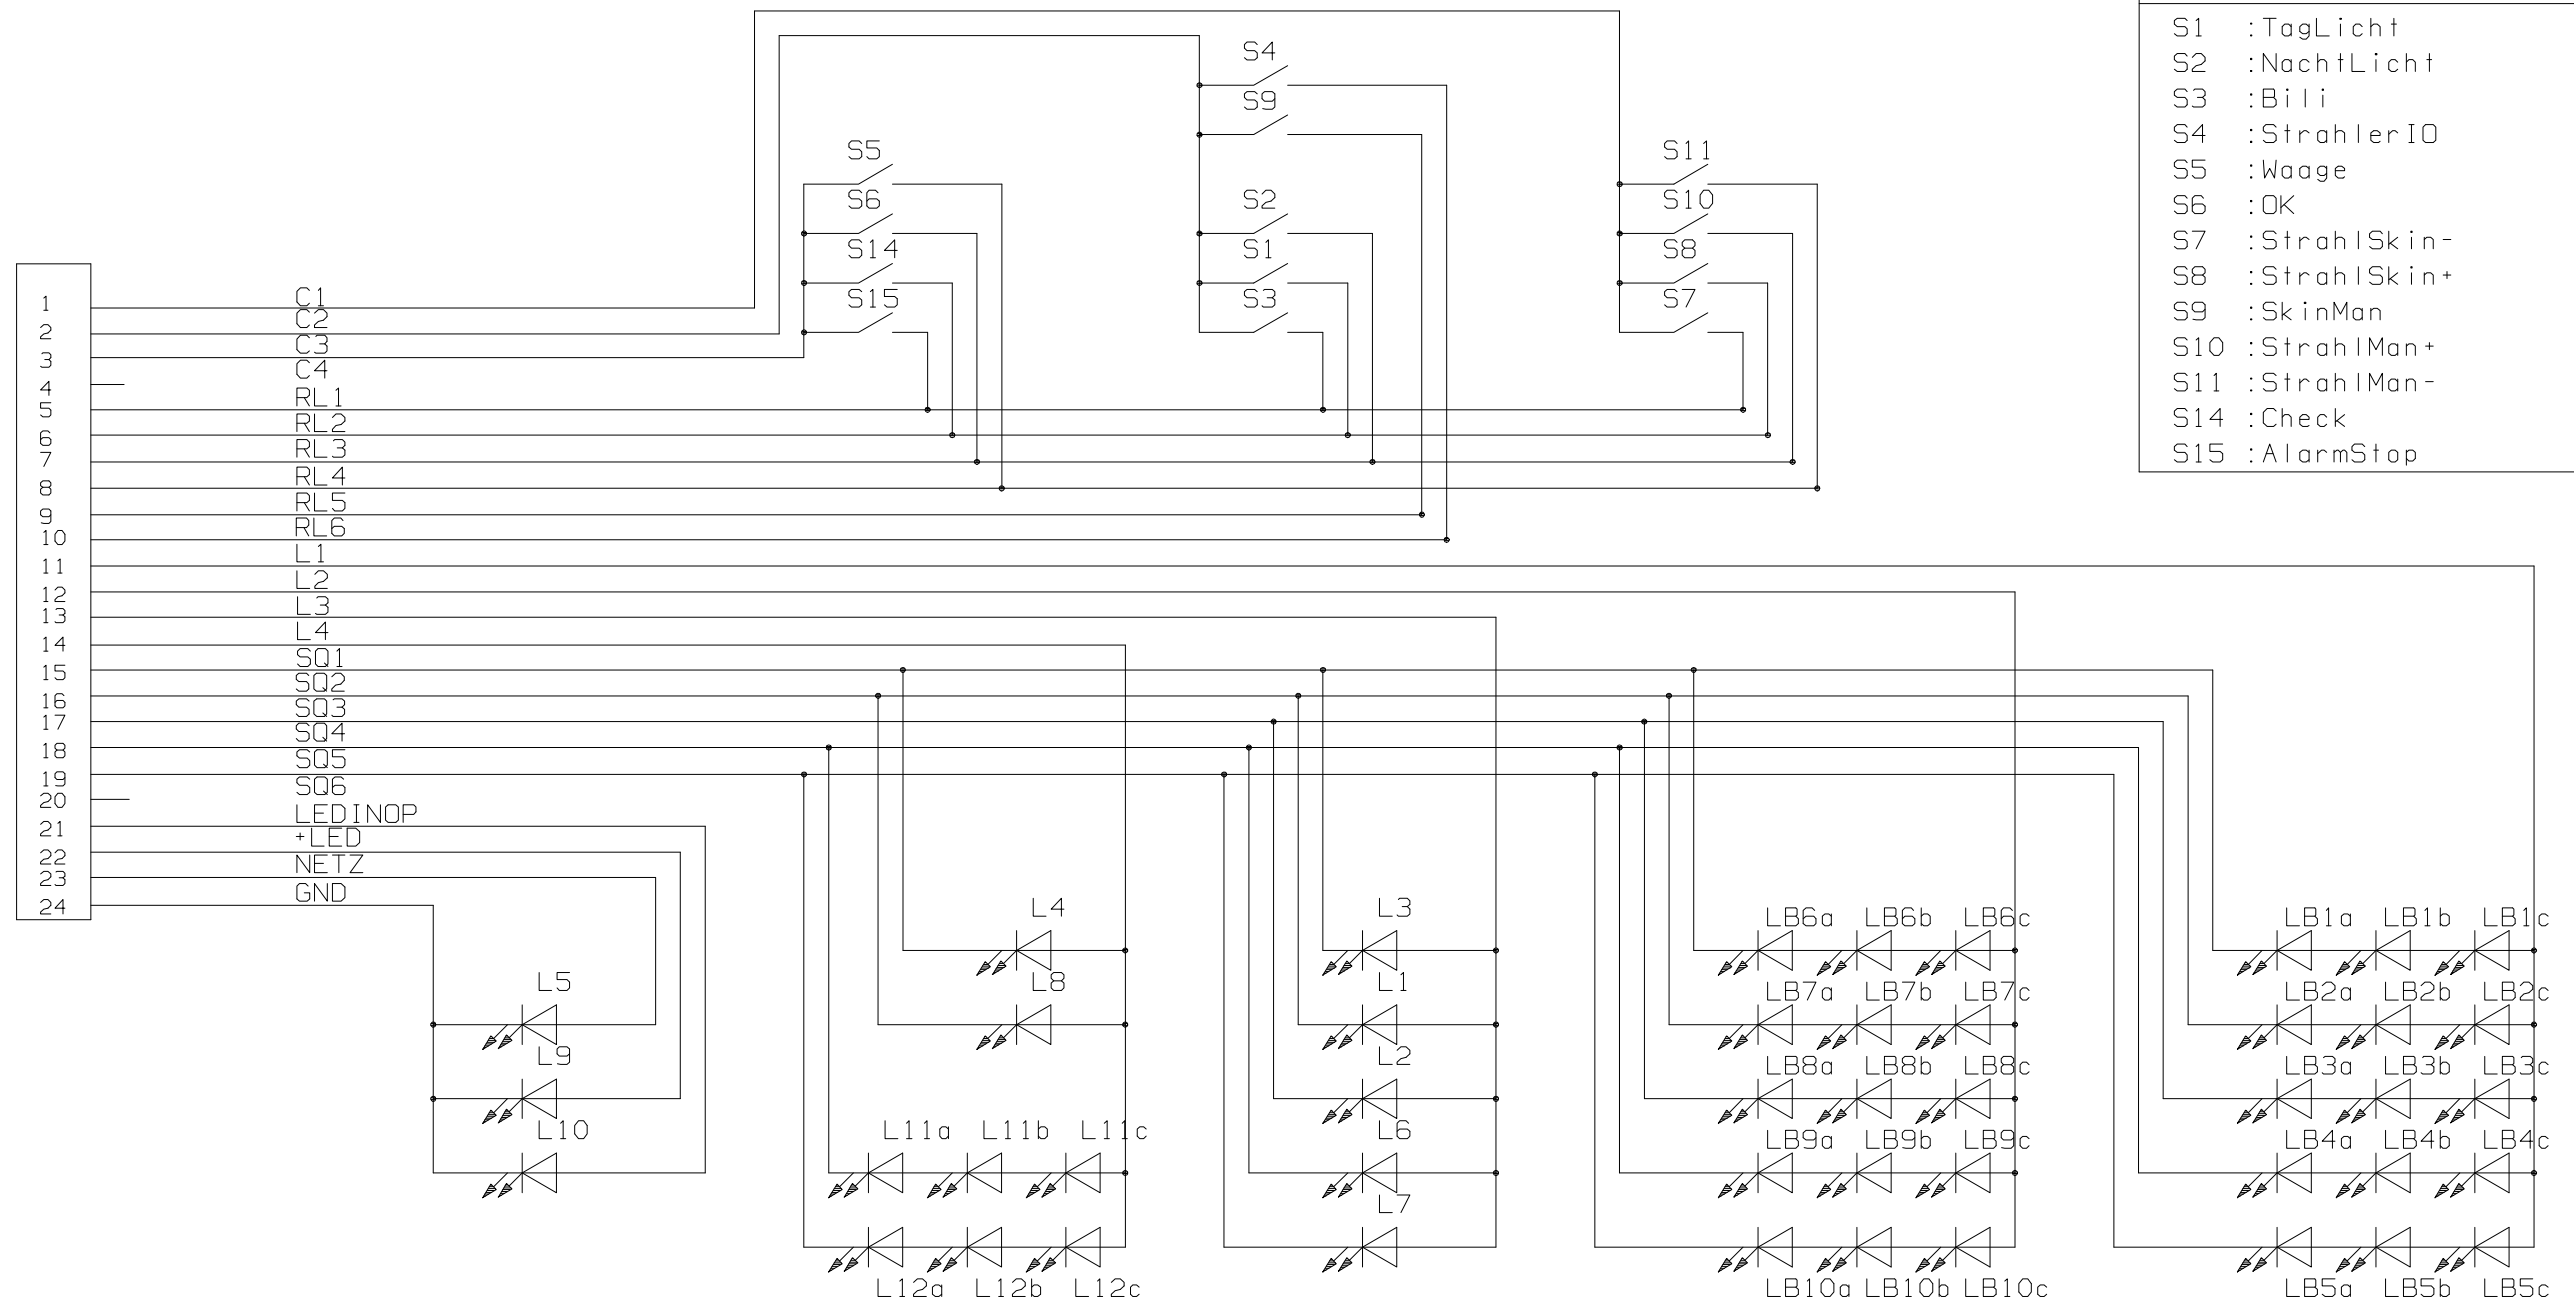 S1 :TagLicht
S2 :NachtLicht
S3 :Bili
S4 :StrahlerIO
S5 :Waage
S6 :OK
S7 :StrahlSkin-
S8 :StrahlSkin+
S9 :SkinMan
S10 :StrahlMan+
S11 :StrahlMan-
S14 :Check
S15 :AlarmStop
S4
S9
S5
S6
S14
S15
S2
S1
S3
S11
S10
S8
S7
1 C1
2 C2
3 C3
4 C4
5 RL1
6 RL2
7 RL3
8 RL4
9 RL5
10 RL6
11 L1
12 L2
13 L3
14 L4
15 SQ1
16 SQ2
17 SQ3
18 SQ4
19 SQ5
20 SQ6
21 LEDINOP
22 +LED
23 NETZ
24 GND
L5
L9
L10
L4
L8
L11a L11b L11c
L12a L12b L12c
L3
L1
L2
L6
L7
LB6a LB6b LB6c
LB7a LB7b LB7c
LB8a LB8b LB8c
LB9a LB9b LB9c
LB10a LB10b LB10c
LB1a LB1b LB1c
LB2a LB2b LB2c
LB3a LB3b LB3c
LB4a LB4b LB4c
LB5a LB5b LB5c